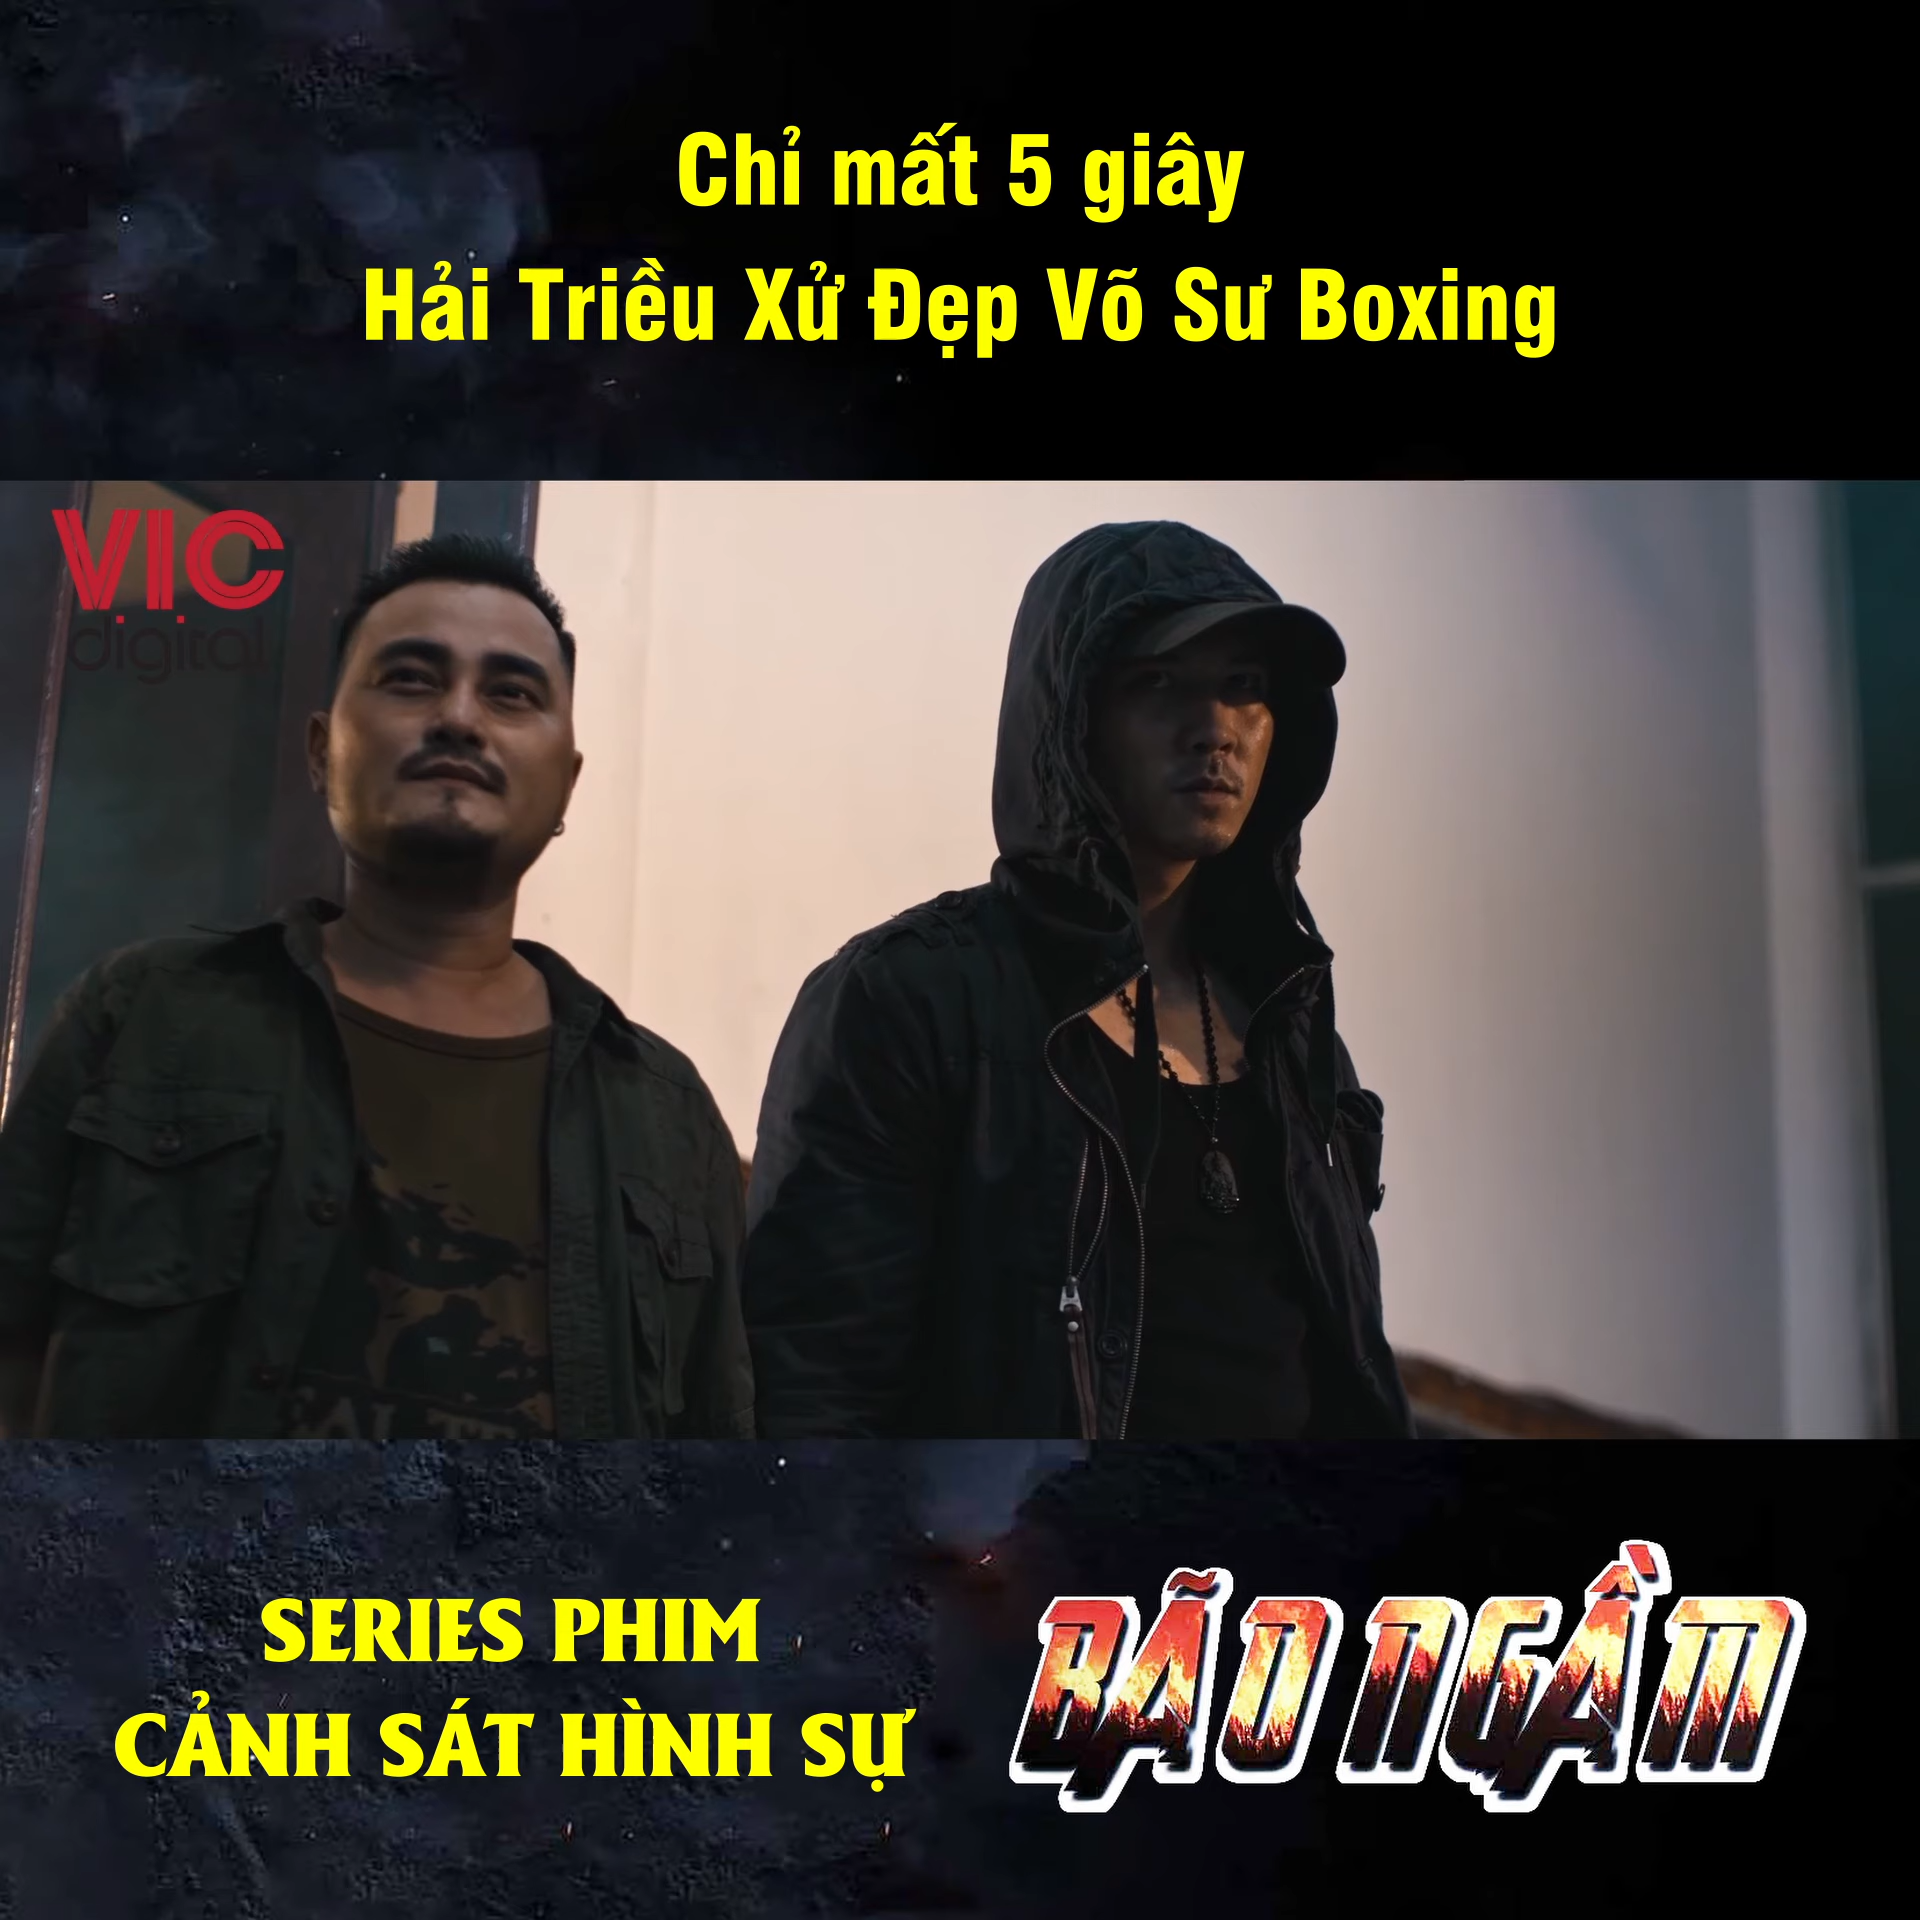 Chỉ mất 5 giây
Hải Triều Xử Đẹp Võ Sư Boxing
VIC
digital
SERIES PHIM
CẢNH SÁT HÌNH SỰ
BÃO NGẦM